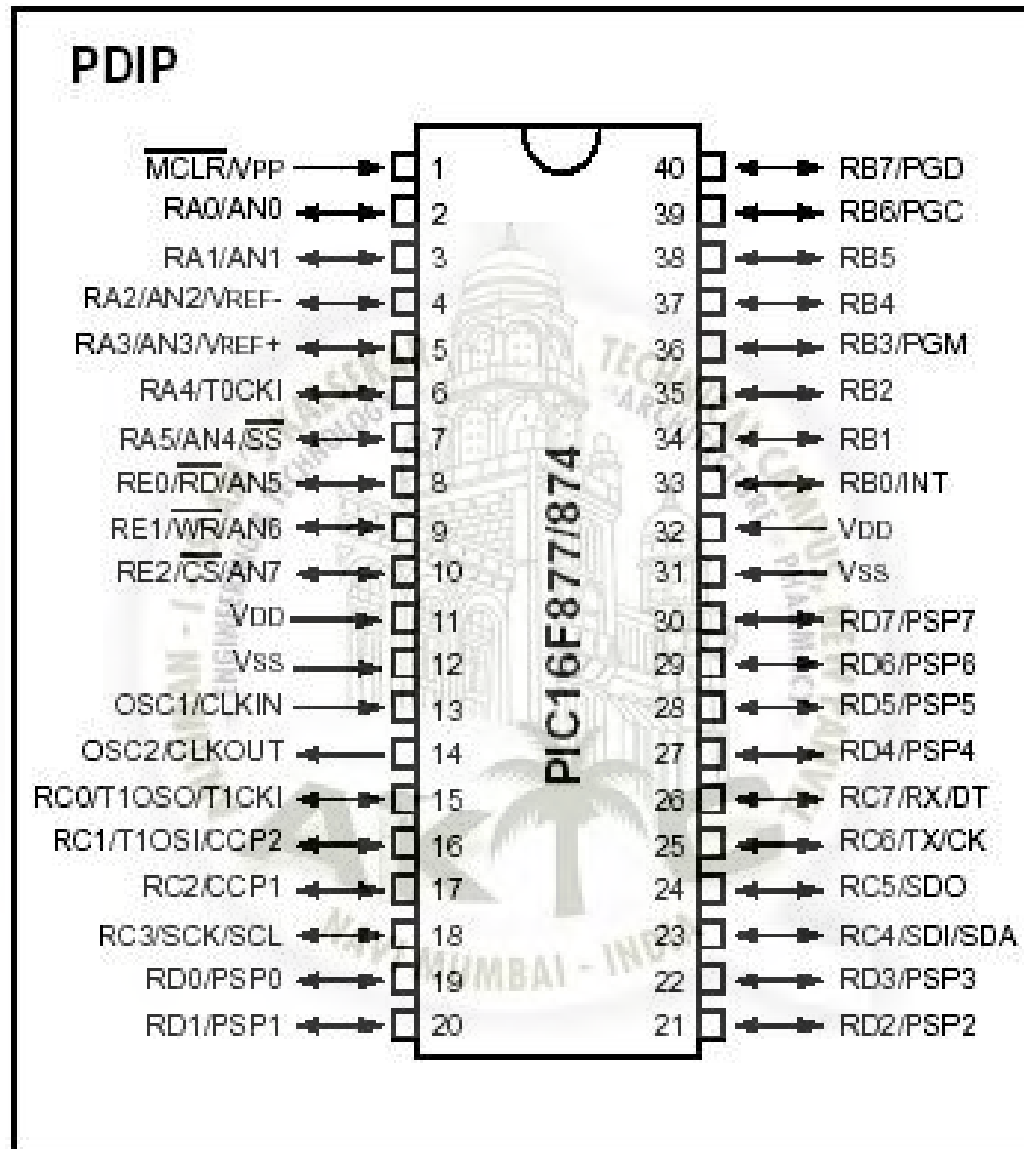 PDIP
MCLR/VPP 1 40 RB7/PGD
RA0/AN0 2 39 RB6/PGC
RA1/AN1 3 38 RB5
RA2/AN2/VREF- 4 37 RB4
RA3/AN3/VREF+ 5 36 RB3/PGM
RA4/T0CKI 6 35 RB2
RA5/AN4/SS 7 34 RB1
RE0/RD/AN5 8 33 RB0/INT
RE1/WR/AN6 9 32 VDD
RE2/CS/AN7 10 31 VSS
VDD 11 30 RD7/PSP7
VSS 12 29 RD6/PSP6
OSC1/CLKIN 13 28 RD5/PSP5
OSC2/CLKOUT 14 27 RD4/PSP4
RC0/T1OSO/T1CKI 15 26 RC7/RX/DT
RC1/T1OSI/CCP2 16 25 RC6/TX/CK
RC2/CCP1 17 24 RC5/SDO
RC3/SCK/SCL 18 23 RC4/SDI/SDA
RD0/PSP0 19 22 RD3/PSP3
RD1/PSP1 20 21 RD2/PSP2
PIC16F877/874
NAVI MUMBAI - INDIA